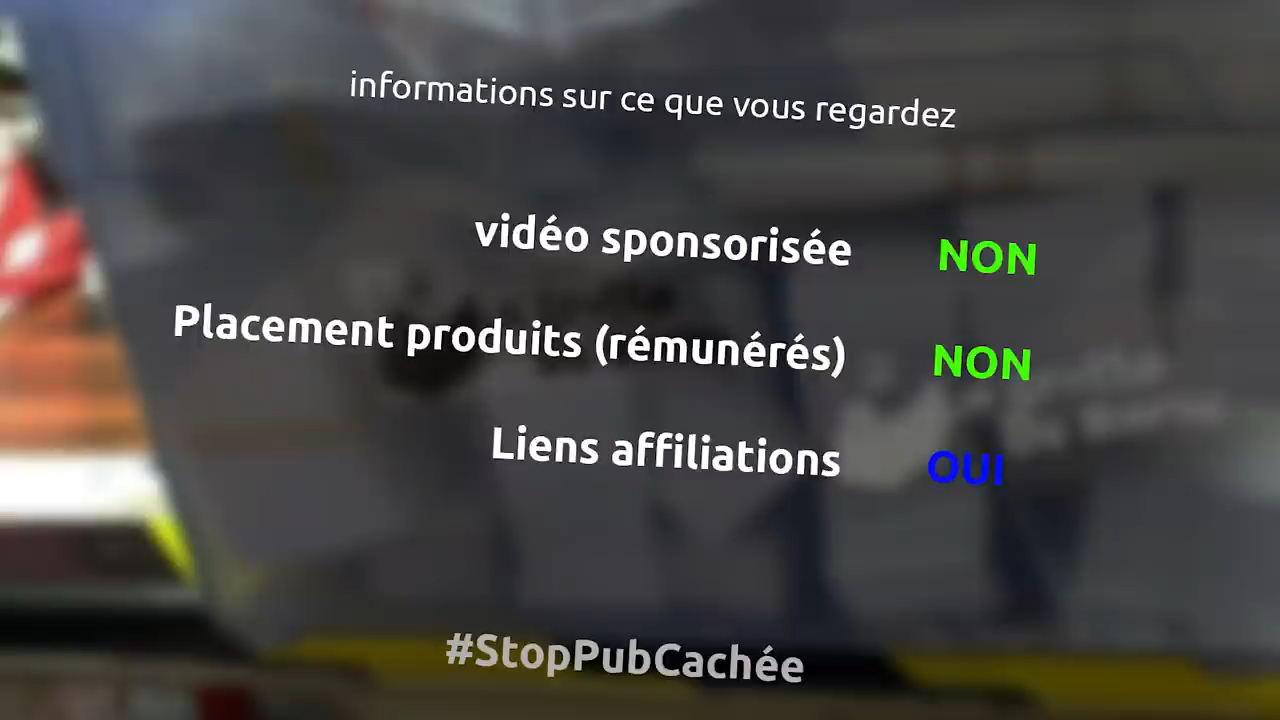 informations sur ce que vous regardez
vidéo sponsorisée NON
Placement produits (rémunérés) NON
Liens affiliations OUI
#StopPubCachée